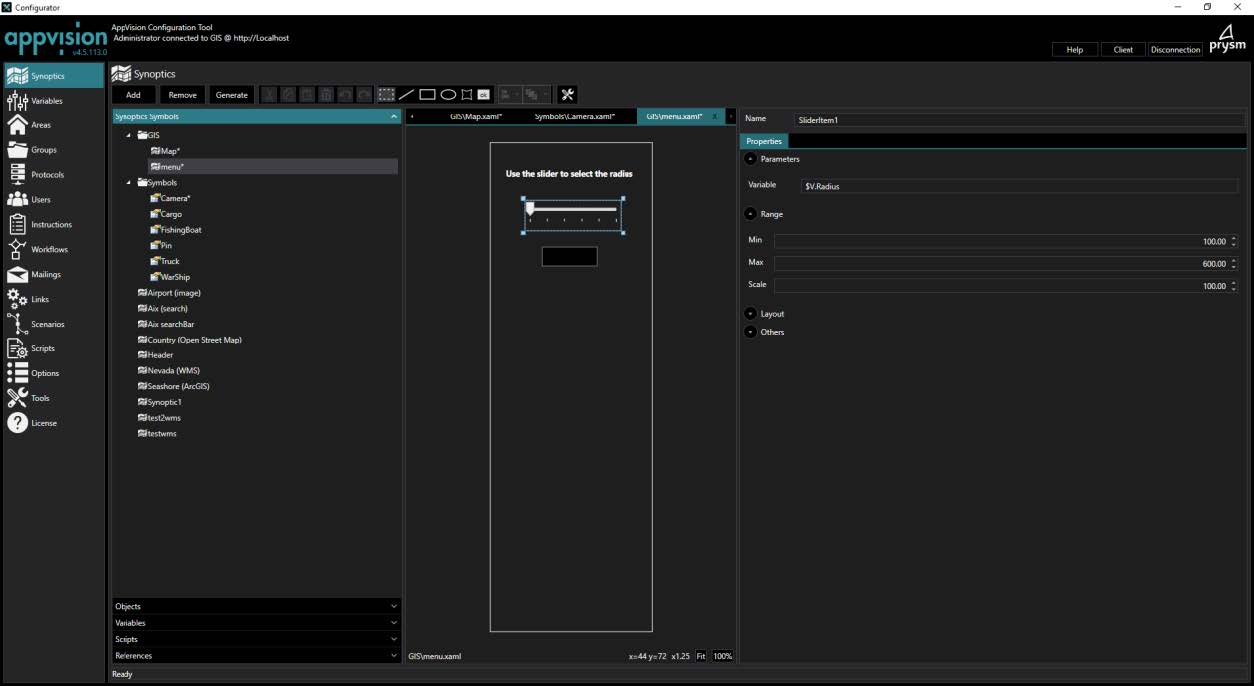 Configurator
appvision
v4.5.113.0
AppVision Configuration Tool
Administrator connected to GIS @ http://Localhost
Help Client Disconnection
prysm
Synoptics
Variables
Areas
Groups
Protocols
Users
Instructions
Workflows
Mailings
Links
Scenarios
Scripts
Options
Tools
License
Synoptics
Add Remove Generate ok
Synoptics Symbols
GIS
Map*
menu*
Symbols
Camera*
Cargo
FishingBoat
Pin
Truck
WarShip
Airport (image)
Aix (search)
Aix searchBar
Country (Open Street Map)
Header
Nevada (WMS)
Seashore (ArcGIS)
Synoptic1
test2wms
testwms
Objects
Variables
Scripts
References
Ready
GIS\Map.xaml* Symbols\Camera.xaml* GIS\menu.xaml* X
Use the slider to select the radius
GIS\menu.xaml x=44 y=72 x1.25 Fit 100%
Name SliderItem1
Properties
Parameters
Variable $V.Radius
Range
Min 100.00
Max 600.00
Scale 100.00
Layout
Others